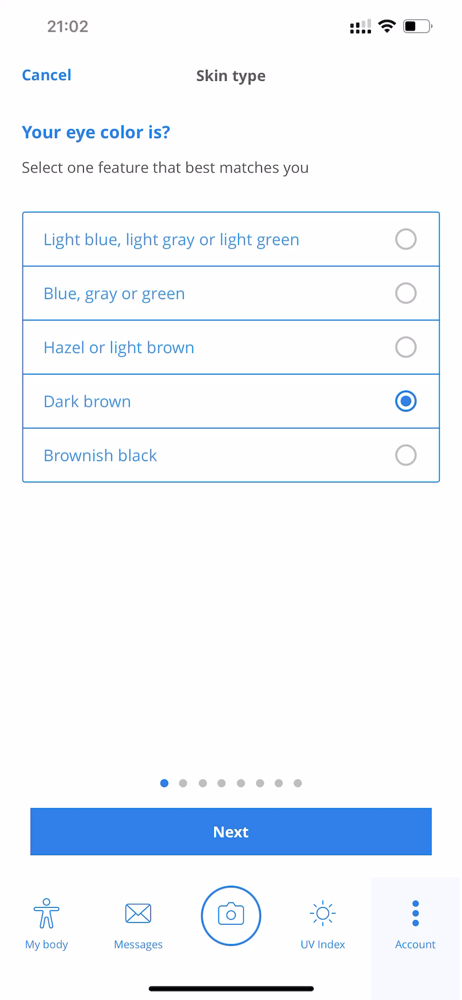 21:02
Cancel
Skin type
Your eye color is?
Select one feature that best matches you
Light blue, light gray or light green
Blue, gray or green
Hazel or light brown
Dark brown
Brownish black
Next
My body
Messages
UV Index
Account